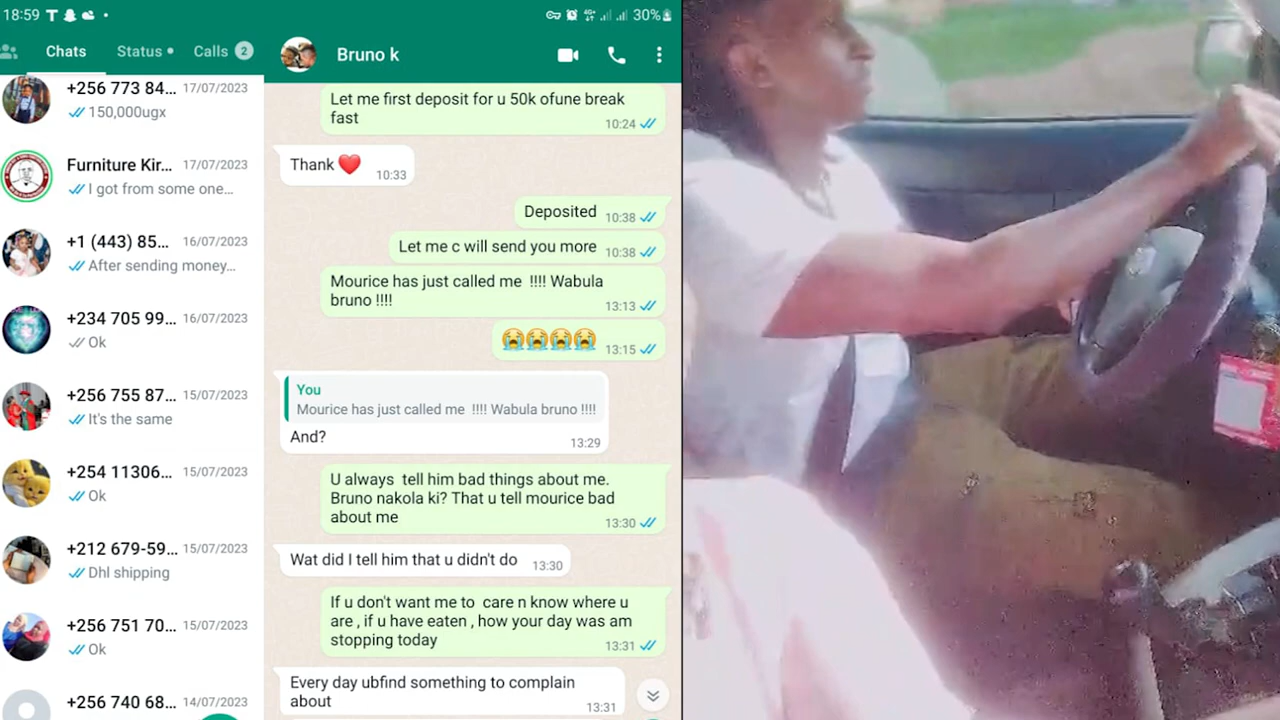 18:59
4G+
30%
Chats
Status
Calls 2
+256 773 84...
17/07/2023
150,000ugx
Furniture Kir...
17/07/2023
I got from some one...
+1 (443) 85...
16/07/2023
After sending money...
+234 705 99...
16/07/2023
Ok
+256 755 87...
15/07/2023
It's the same
+254 11306...
15/07/2023
Ok
+212 679-59...
15/07/2023
Dhl shipping
+256 751 70...
15/07/2023
Ok
+256 740 68...
14/07/2023
Bruno k
Let me first deposit for u 50k ofune break
fast
10:24
Thank ❤️
10:33
Deposited
10:38
Let me c will send you more
10:38
Mourice has just called me !!!! Wabula
bruno !!!!
13:13
😭😭😭😭
13:15
You
Mourice has just called me !!!! Wabula bruno !!!!
And?
13:29
U always tell him bad things about me.
Bruno nakola ki? That u tell mourice bad
about me
13:30
Wat did I tell him that u didn't do
13:30
If u don't want me to care n know where u
are , if u have eaten , how your day was am
stopping today
13:31
Every day ubfind something to complain
about
13:31